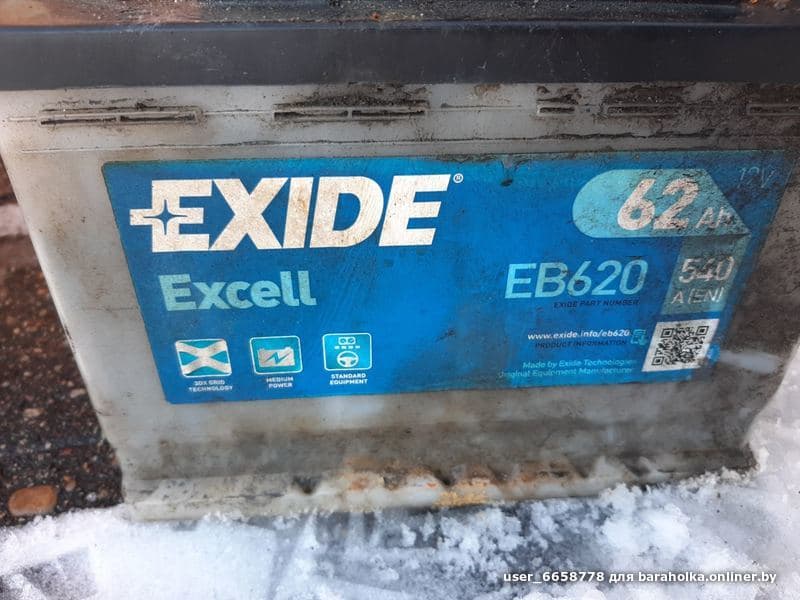 EXIDE®
62 Ah
12V
Excell
EB620
EXIDE PART NUMBER
540
A (EN)
www.exide.info/eb620
PRODUCT INFORMATION
3DX GRID
TECHNOLOGY
MEDIUM
POWER
STANDARD
EQUIPMENT
Made by Exide Technologies
Original Equipment Manufacturer
user_6658778 для baraholka.onliner.by